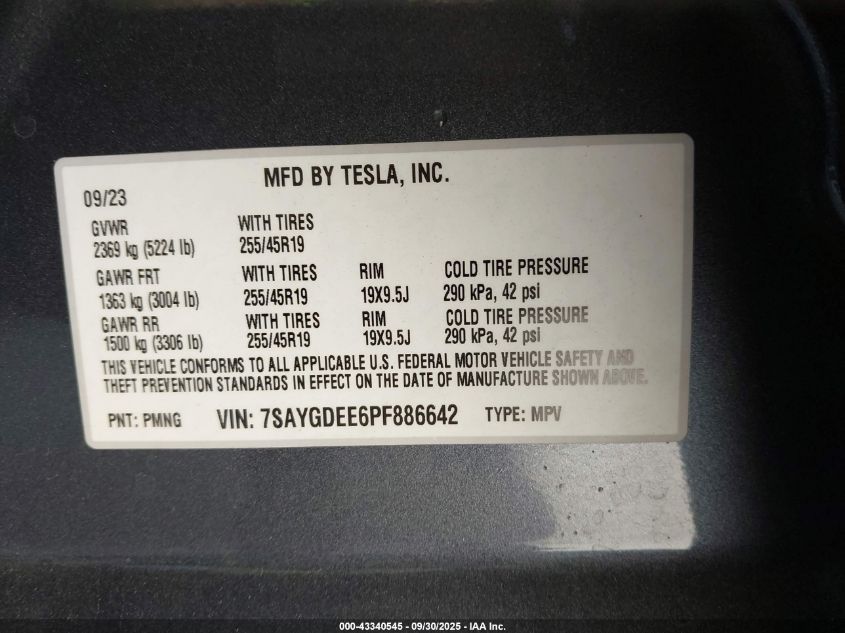 MFD BY TESLA, INC.
09/23
GVWR WITH TIRES
2369 kg (5224 lb) 255/45R19
GAWR FRT WITH TIRES RIM COLD TIRE PRESSURE
1363 kg (3004 lb) 255/45R19 19X9.5J 290 kPa, 42 psi
GAWR RR WITH TIRES RIM COLD TIRE PRESSURE
1500 kg (3306 lb) 255/45R19 19X9.5J 290 kPa, 42 psi
THIS VEHICLE CONFORMS TO ALL APPLICABLE U.S. FEDERAL MOTOR VEHICLE SAFETY AND
THEFT PREVENTION STANDARDS IN EFFECT ON THE DATE OF MANUFACTURE SHOWN ABOVE.
PNT: PMNG VIN: 7SAYGDEE6PF886642 TYPE: MPV
000-43340545 - 09/30/2025 - IAA Inc.